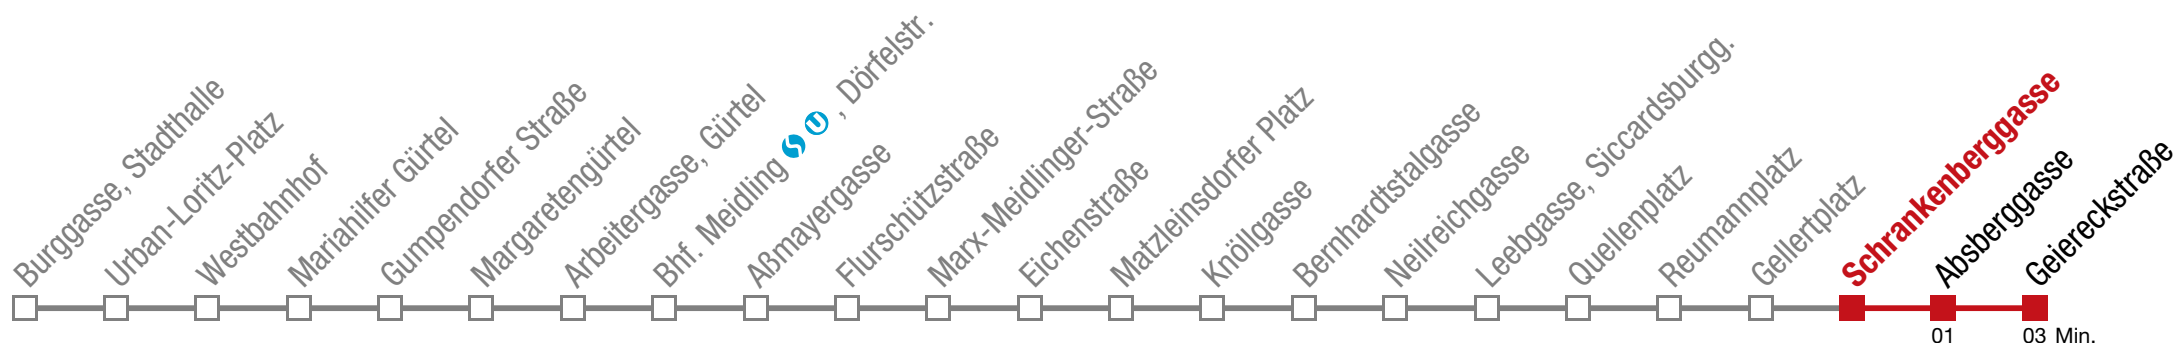 Burggasse, Stadthalle
Urban-Loritz-Platz
Westbahnhof
Mariahilfer Gürtel
Gumpendorfer Straße
Margaretengürtel
Arbeitergasse, Gürtel
Bhf. Meidling S U , Dörfelstr.
Aßmayergasse
Flurschützstraße
Marx-Meidlinger-Straße
Eichenstraße
Matzleinsdorfer Platz
Knöllgasse
Bernhardtstalgasse
Neilreichgasse
Leebgasse, Siccardsburgg.
Quellenplatz
Reumannplatz
Gellertplatz
Schrankenberggasse
Absberggasse
Geiereckstraße
01
03 Min.